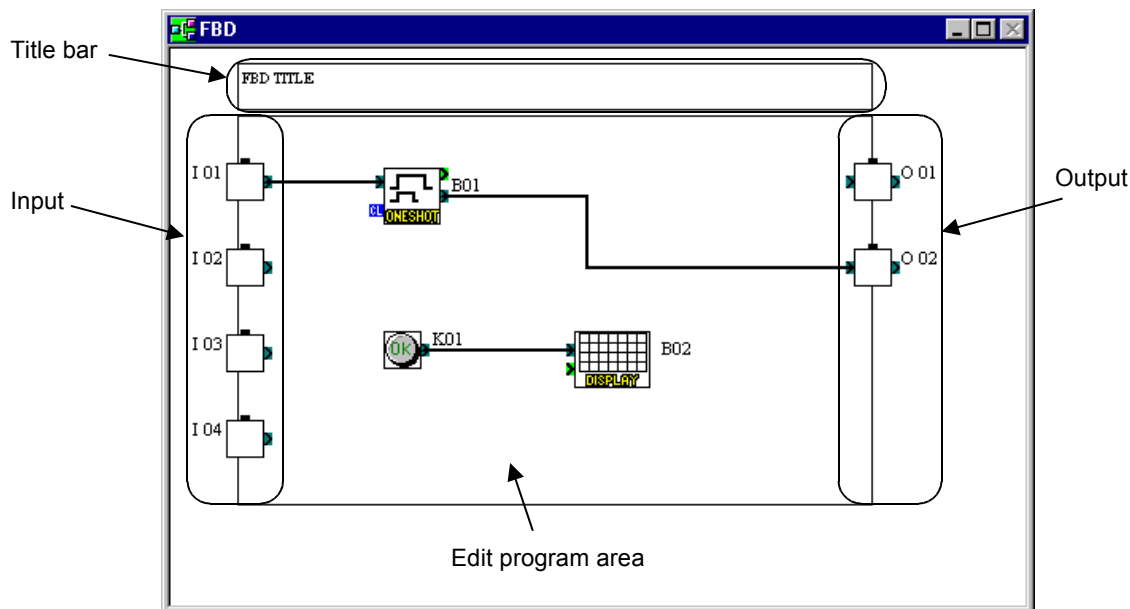 FBD
Title bar
FBD TITLE
I 01
B01
CL
ONESHOT
O 01
Output
Input
I 02
O 02
I 03
OK
K01
B02
DISPLAY
I 04
Edit program area